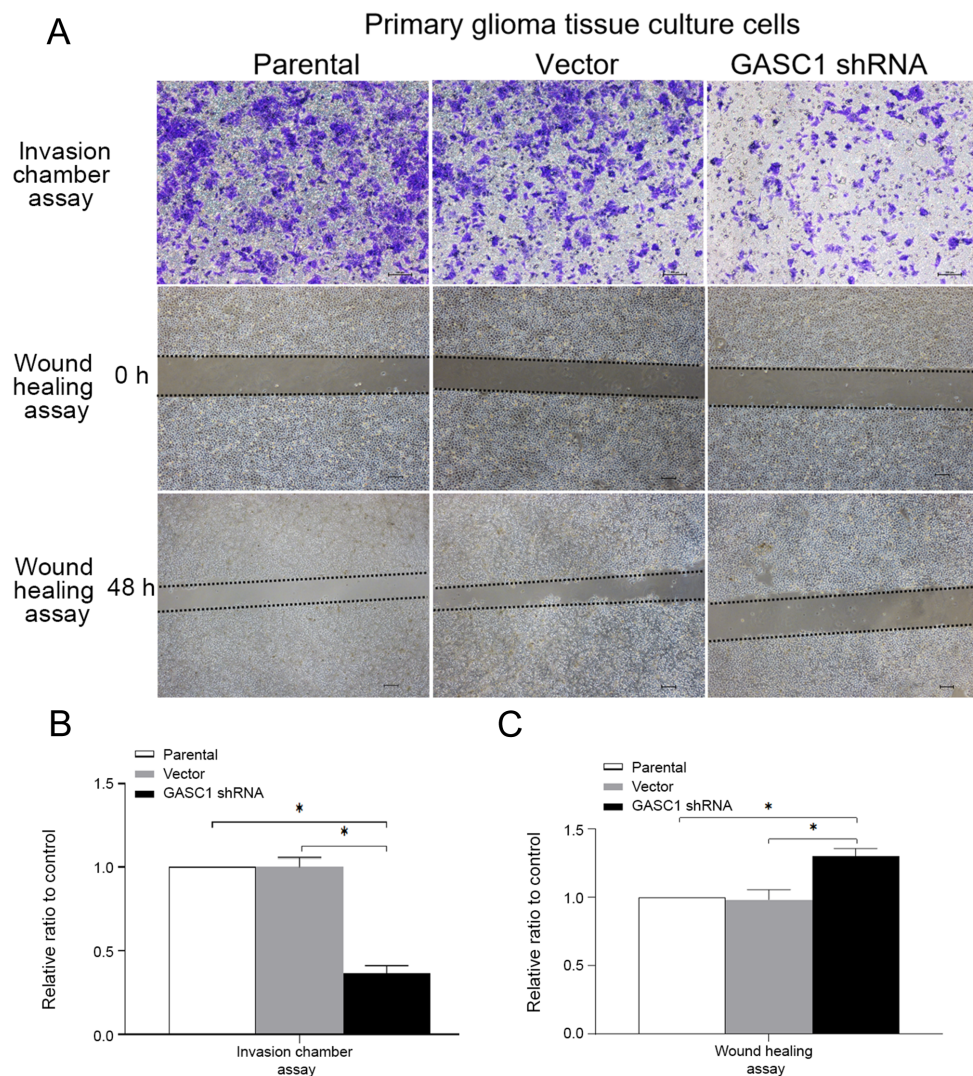 A
Primary glioma tissue culture cells
Parental
Vector
GASC1 shRNA
Invasion
chamber
assay
Wound
healing
assay
0 h
Wound
healing
assay
48 h
B
Parental
Vector
GASC1 shRNA
Relative ratio to control
1.5
1.0
0.5
0.0
*
*
Invasion chamber
assay
C
Parental
Vector
GASC1 shRNA
Relative ratio to control
1.5
1.0
0.5
0.0
*
*
Wound healing
assay